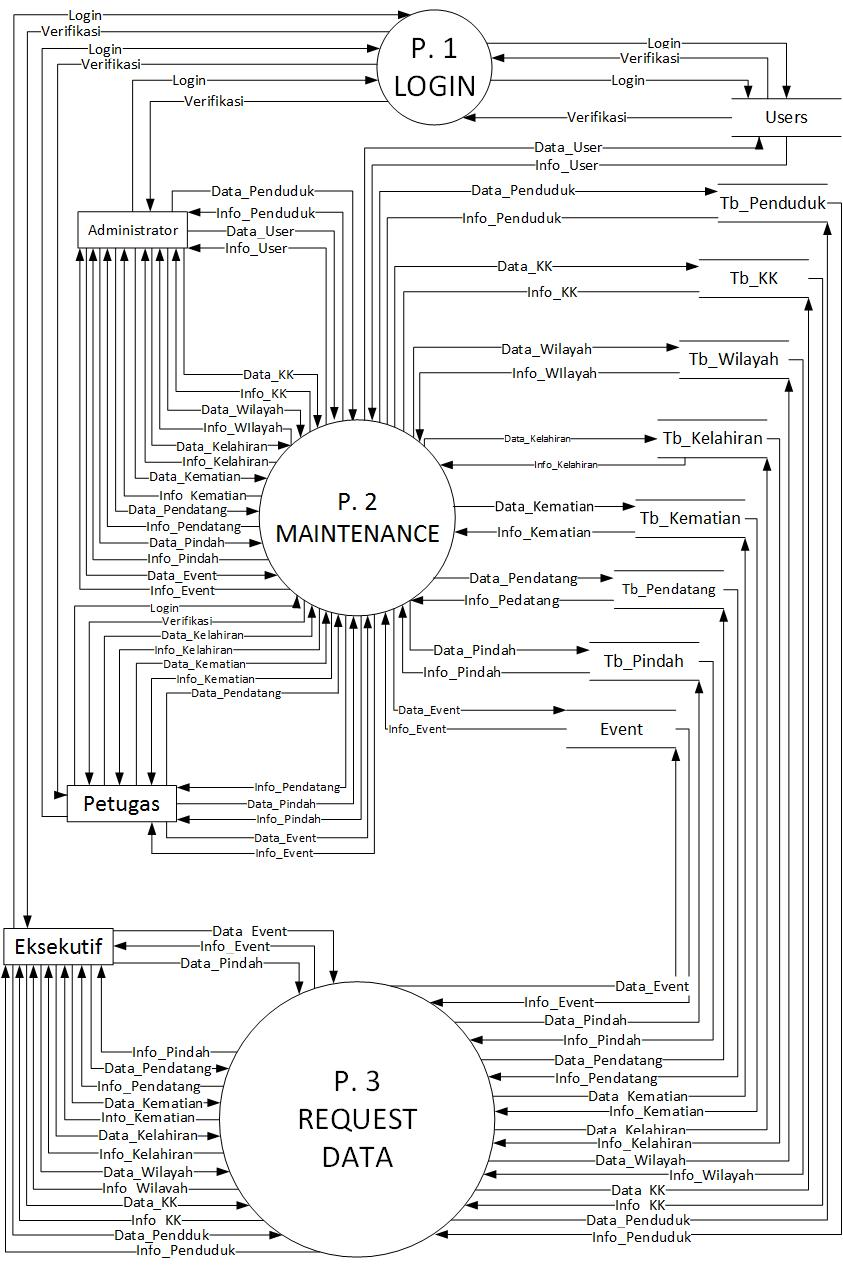 Login
Verifikasi
Login
Verifikasi
Login
Verifikasi
P. 1
LOGIN
Login
Verifikasi
Login
Verifikasi
Users
Data_User
Info_User
Data_Penduduk
Info_Penduduk
Data_User
Info_User
Administrator
Data_Penduduk
Info_Penduduk
Tb_Penduduk
Data_KK
Info_KK
Tb_KK
Data_Wilayah
Info_WIlayah
Tb_Wilayah
Data_KK
Info_KK
Data_Wilayah
Info_WIlayah
Data_Kelahiran
Info_Kelahiran
Data_Kematian
Info_Kematian
Data_Pendatang
Info_Pendatang
Data_Pindah
Info_Pindah
Data_Event
Info_Event
P. 2
MAINTENANCE
Data_Kelahiran
Info_Kelahiran
Tb_Kelahiran
Data_Kematian
Info_Kematian
Tb_Kematian
Data_Pendatang
Info_Pedatang
Tb_Pendatang
Data_Pindah
Info_Pindah
Tb_Pindah
Data_Event
Info_Event
Event
Login
Verifikasi
Data_Kelahiran
Info_Kelahiran
Data_Kematian
Info_Kematian
Data_Pendatang
Petugas
Info_Pendatang
Data_Pindah
Info_Pindah
Data_Event
Info_Event
Eksekutif
Data_Event
Info_Event
Data_Pindah
Info_Pindah
Data_Pendatang
Info_Pendatang
Data_Kematian
Info_Kematian
Data_Kelahiran
Info_Kelahiran
Data_Wilayah
Info_Wilayah
Data_KK
Info_KK
Data_Pendduk
Info_Penduduk
P. 3
REQUEST
DATA
Data_Event
Info_Event
Data_Pindah
Info_Pindah
Data_Pendatang
Info_Pendatang
Data_Kematian
Info_Kematian
Data_Kelahiran
Info_Kelahiran
Data_Wilayah
Info_Wilayah
Data_KK
Info_KK
Data_Penduduk
Info_Penduduk